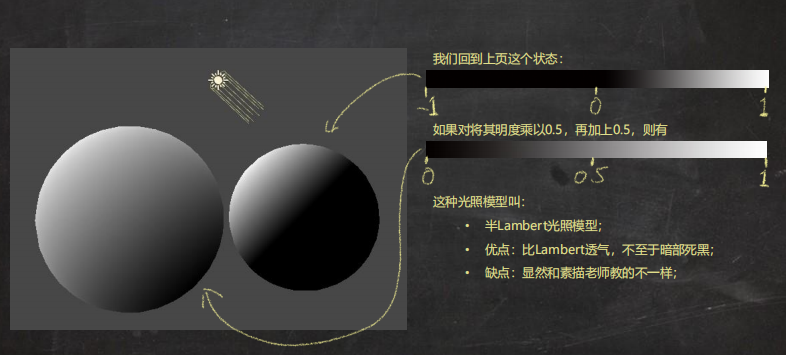 我们回到上页这个状态：
-1 0 1
如果对将其明度乘以0.5，再加上0.5，则有
0 0.5 1
这种光照模型叫：
• 半Lambert光照模型；
• 优点：比Lambert透气，不至于暗部死黑；
• 缺点：显然和素描老师教的不一样；